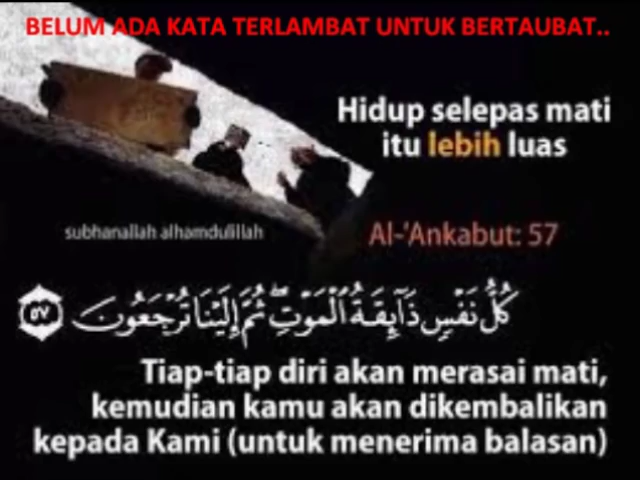 BELUM ADA KATA TERLAMBAT UNTUK BERTAUBAT..
Hidup selepas mati
itu lebih luas
subhanallah alhamdulillah
Al-'Ankabut: 57
كُلُّ نَفْسٍ ذَآئِقَةُ الْمَوْتِ ۖ ثُمَّ إِلَيْنَا تُرْجَعُونَ ٥٧
Tiap-tiap diri akan merasai mati,
kemudian kamu akan dikembalikan
kepada Kami (untuk menerima balasan)